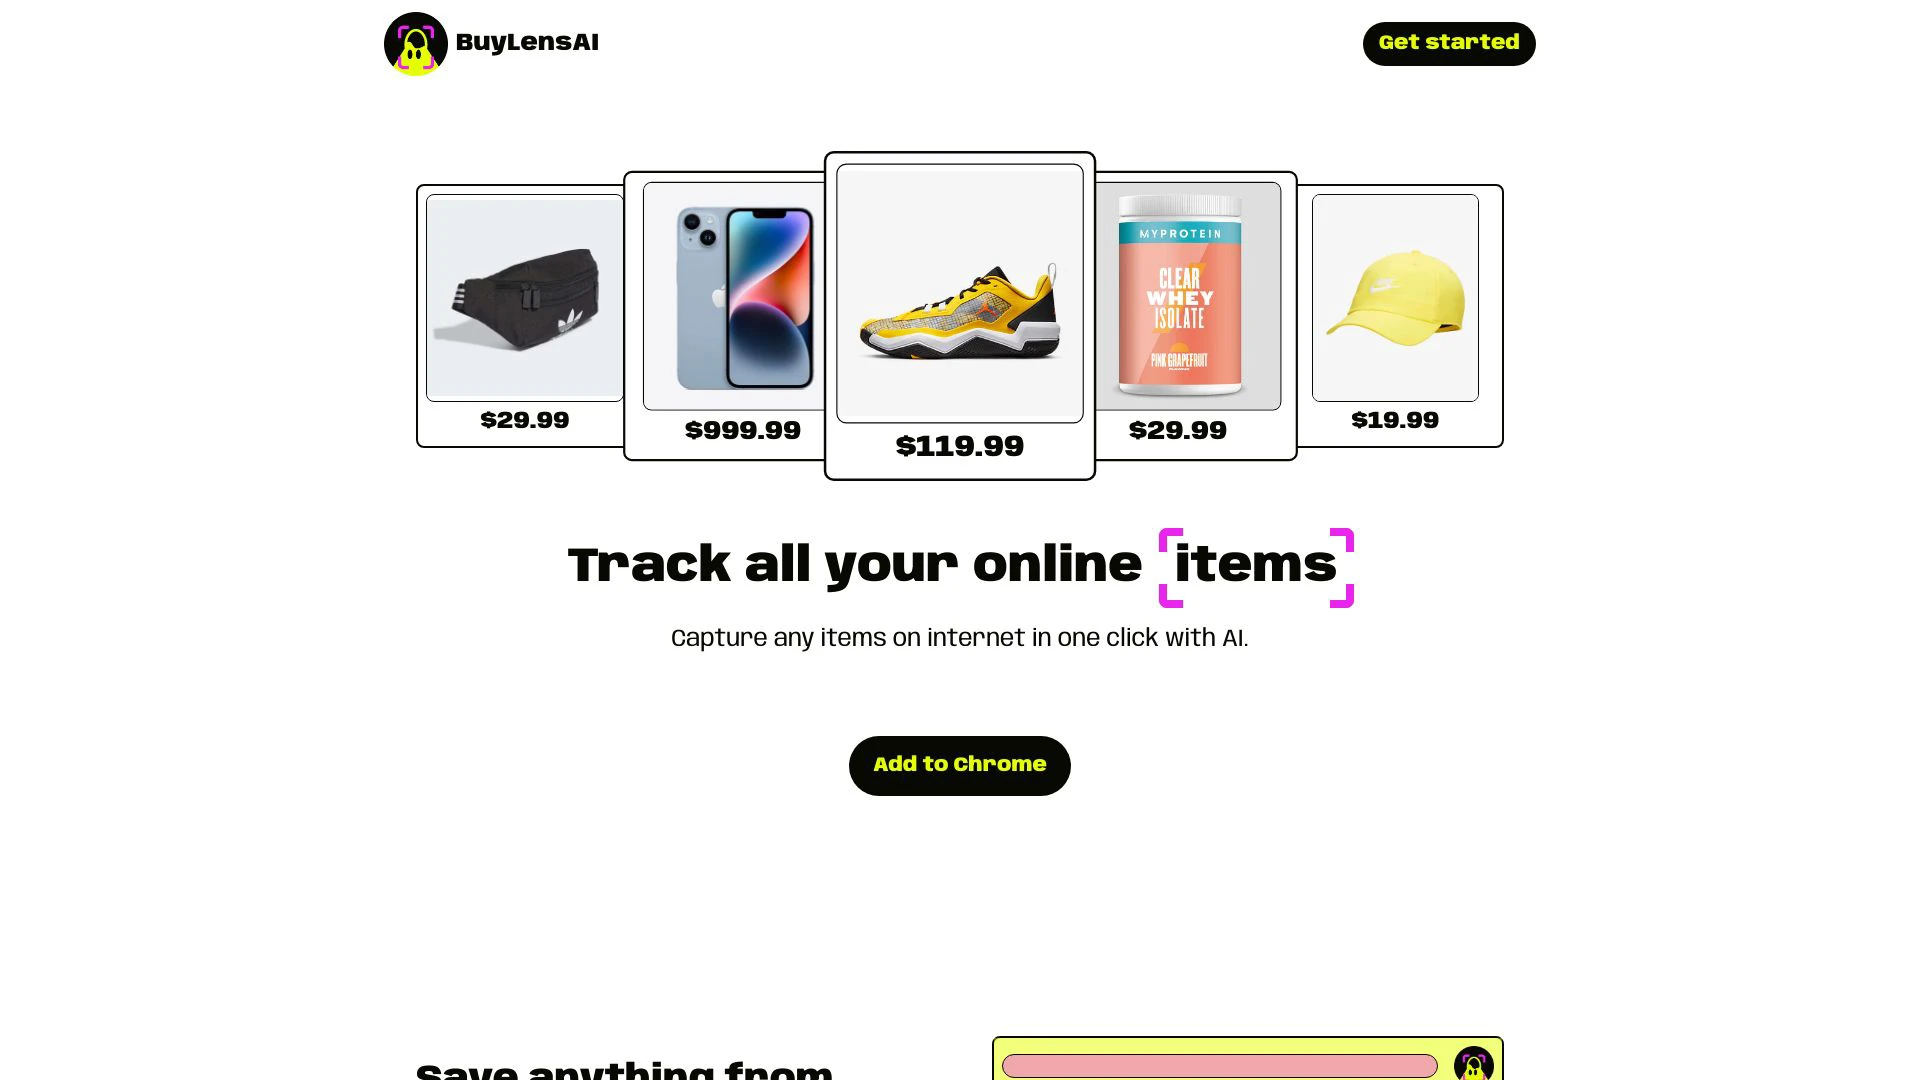 BuyLensAI
Get started
MYPROTEIN
CLEAR
WHEY
ISOLATE
PINK GRAPEFRUIT
$29.99
$999.99
$119.99
$29.99
$19.99
Track all your online items
Capture any items on internet in one click with AI.
Add to Chrome
Save anything from